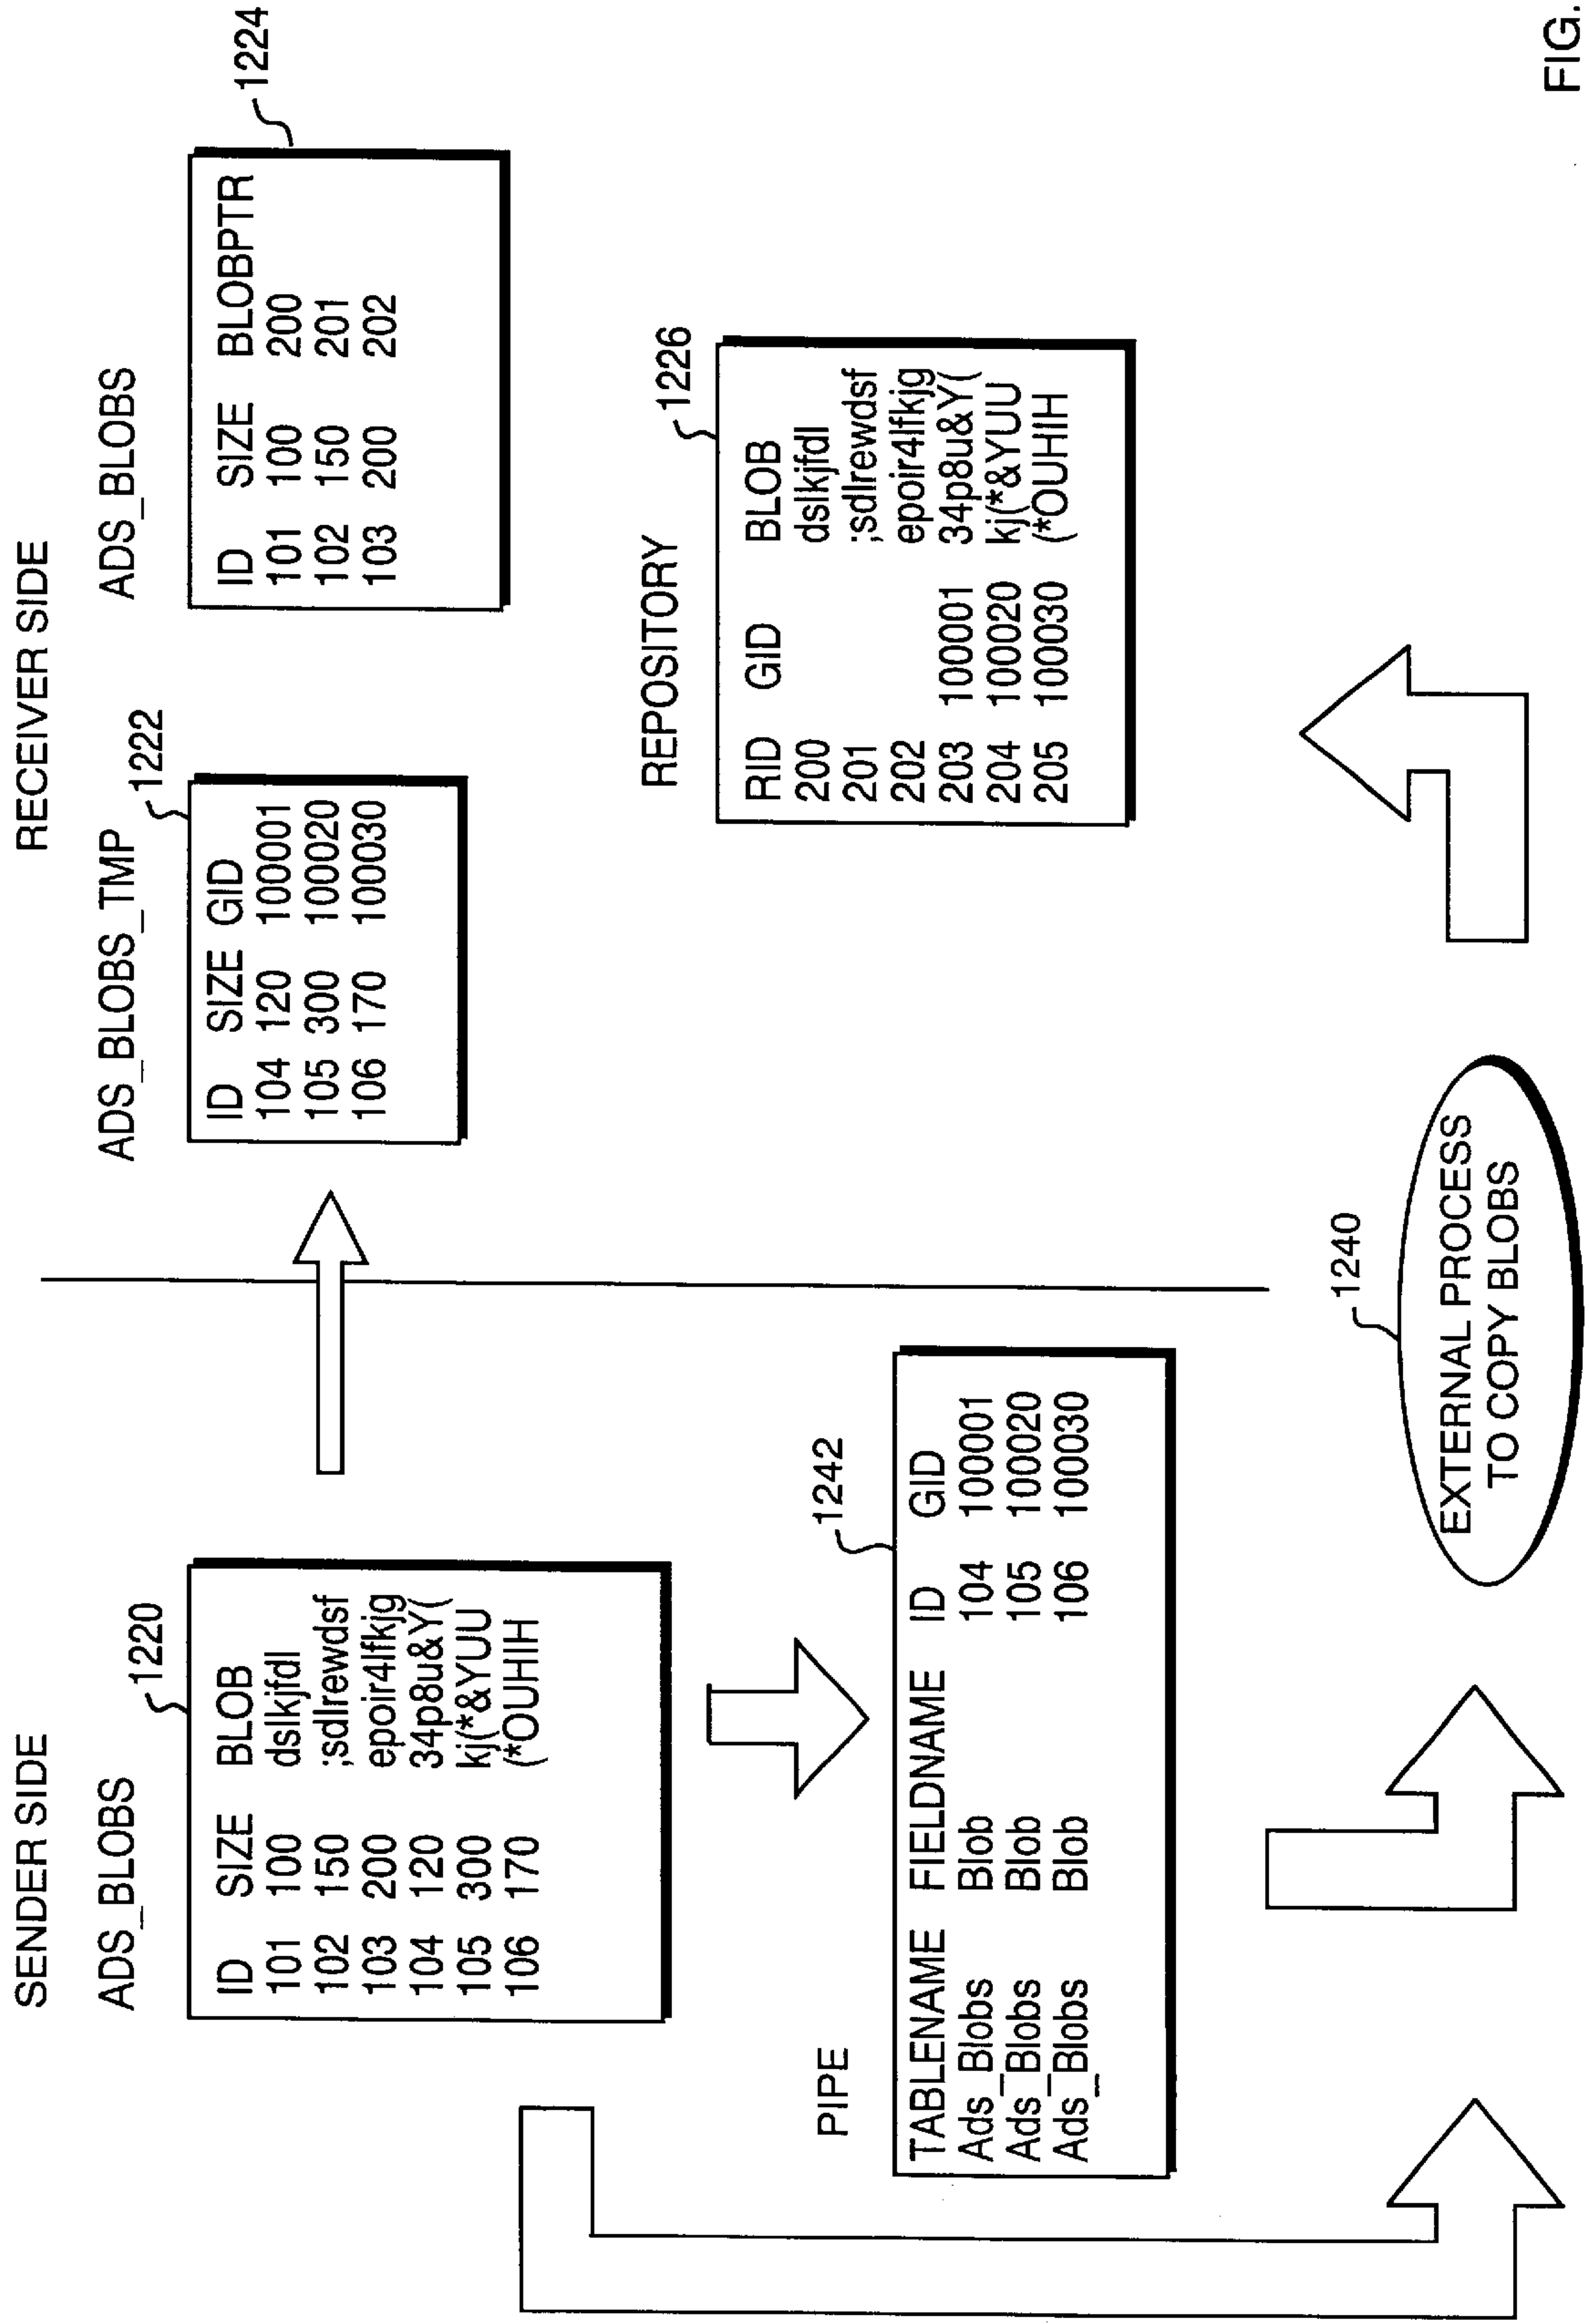 SENDER SIDE
RECEIVER SIDE
ADS_BLOBS
1220
ID SIZE BLOB
101 100 dslkjfdl
102 150 ;sdlrewdsf
103 200 epoir4lfkjg
104 120 34p8u&Y(
105 300 kj(*&YUU
106 170 (*OUHIH
ADS_BLOBS_TMP
1222
ID SIZE GID
104 120 100001
105 300 100020
106 170 100030
ADS_BLOBS
1224
ID SIZE BLOBPTR
101 100 200
102 150 201
103 200 202
PIPE
1242
TABLENAME FIELDNAME ID GID
Ads_Blobs Blob 104 100001
Ads_Blobs Blob 105 100020
Ads_Blobs Blob 106 100030
REPOSITORY
1226
RID GID BLOB
200 dslkjfdl
201 ;sdlrewdsf
202 epoir4lfkjg
203 100001 34p8u&Y(
204 100020 kj(*&YUU
205 100030 (*OUHIH
1240
EXTERNAL PROCESS
TO COPY BLOBS
FIG.